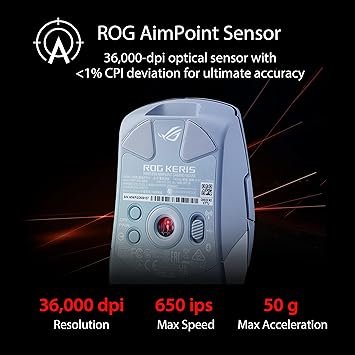 ROG AimPoint Sensor
36,000-dpi optical sensor with
<1% CPI deviation for ultimate accuracy
ROG KERIS
36,000 dpi
650 ips
50 g
Resolution
Max Speed
Max Acceleration